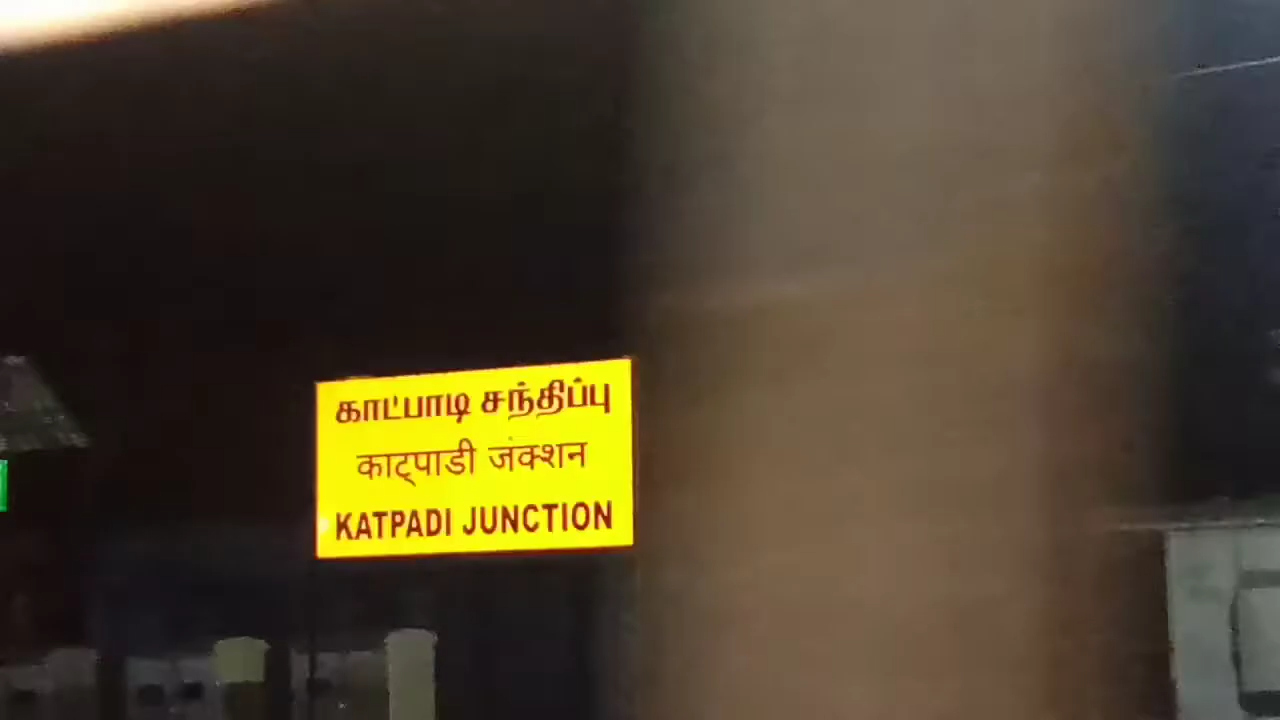 காட்பாடி சந்திப்பு
काट्पाडी जंक्शन
KATPADI JUNCTION